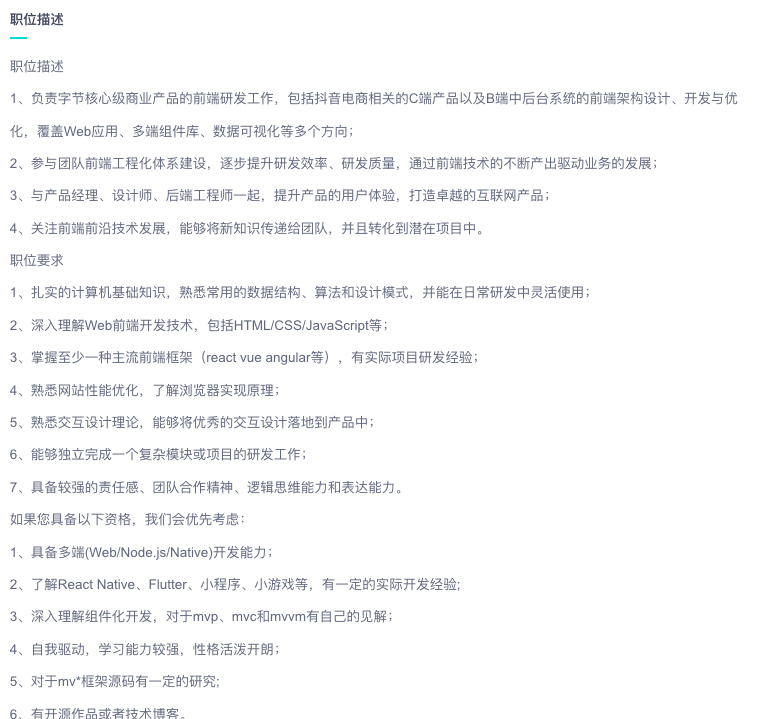 职位描述
职位描述
1、负责字节核心级商业产品的前端研发工作，包括抖音电商相关的C端产品以及B端中后台系统的前端架构设计、开发与优
化，覆盖Web应用、多端组件库、数据可视化等多个方向；
2、参与团队前端工程化体系建设，逐步提升研发效率、研发质量，通过前端技术的不断产出驱动业务的发展；
3、与产品经理、设计师、后端工程师一起，提升产品的用户体验，打造卓越的互联网产品；
4、关注前端前沿技术发展，能够将新知识传递给团队，并且转化到潜在项目中。
职位要求
1、扎实的计算机基础知识，熟悉常用的数据结构、算法和设计模式，并能在日常研发中灵活使用；
2、深入理解Web前端开发技术，包括HTML/CSS/JavaScript等；
3、掌握至少一种主流前端框架（react vue angular等），有实际项目研发经验；
4、熟悉网站性能优化，了解浏览器实现原理；
5、熟悉交互设计理论，能够将优秀的交互设计落地到产品中；
6、能够独立完成一个复杂模块或项目的研发工作；
7、具备较强的责任感、团队合作精神、逻辑思维能力和表达能力。
如果您具备以下资格，我们会优先考虑：
1、具备多端(Web/Node.js/Native)开发能力；
2、了解React Native、Flutter、小程序、小游戏等，有一定的实际开发经验;
3、深入理解组件化开发，对于mvp、mvc和mvvm有自己的见解；
4、自我驱动，学习能力较强，性格活泼开朗；
5、对于mv*框架源码有一定的研究;
6、有开源作品或者技术博客。